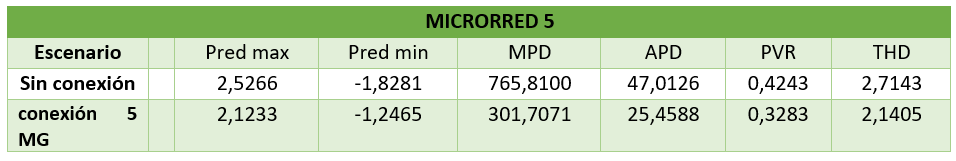 MICRORRED 5
Escenario Pred max Pred min MPD APD PVR THD
Sin conexión 2,5266 -1,8281 765,8100 47,0126 0,4243 2,7143
conexión 5 2,1233 -1,2465 301,7071 25,4588 0,3283 2,1405
MG